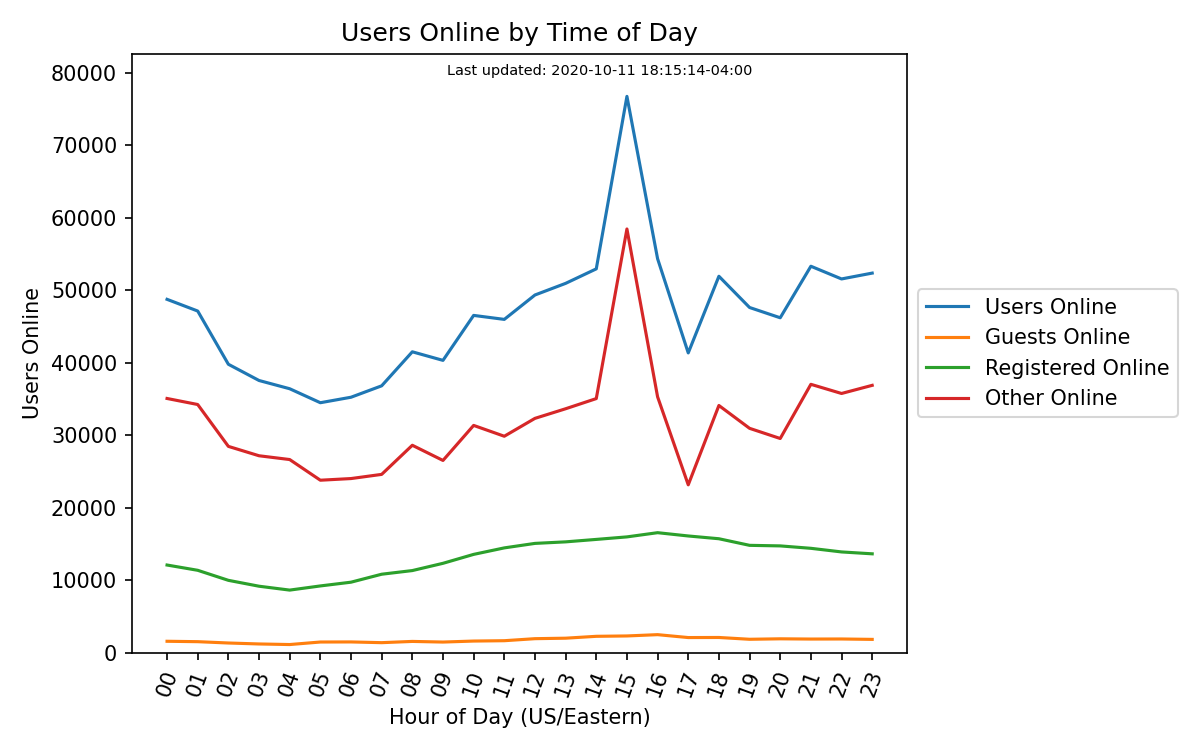 Users Online by Time of Day
Last updated: 2020-10-11 18:15:14-04:00
80000
70000
60000
50000
40000
30000
20000
10000
0
Users Online
00 01 02 03 04 05 06 07 08 09 10 11 12 13 14 15 16 17 18 19 20 21 22 23
Hour of Day (US/Eastern)
Users Online
Guests Online
Registered Online
Other Online